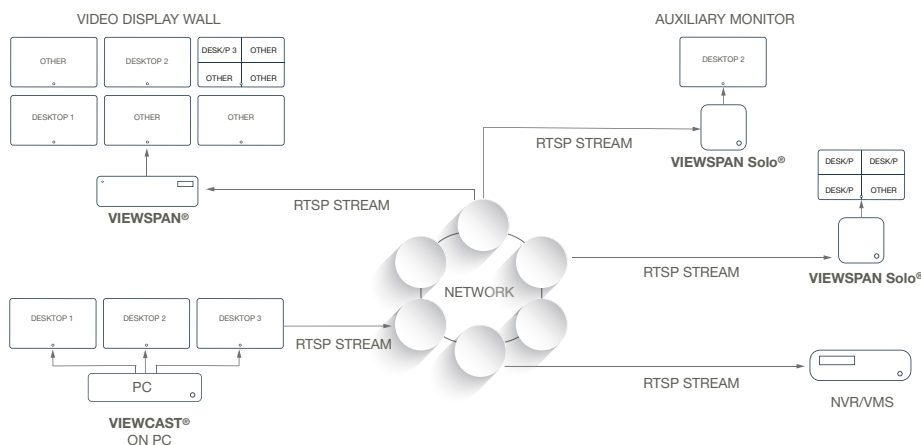 VIDEO DISPLAY WALL
OTHER
DESKTOP 2
DESK/P 3
OTHER
OTHER
OTHER
DESKTOP 1
OTHER
OTHER
VIEWSPAN®
RTSP STREAM
AUXILIARY MONITOR
DESKTOP 2
RTSP STREAM
VIEWSPAN Solo®
DESK/P
DESK/P
DESK/P
OTHER
RTSP STREAM
VIEWSPAN Solo®
NETWORK
DESKTOP 1
DESKTOP 2
DESKTOP 3
RTSP STREAM
PC
VIEWCAST®
ON PC
RTSP STREAM
NVR/VMS